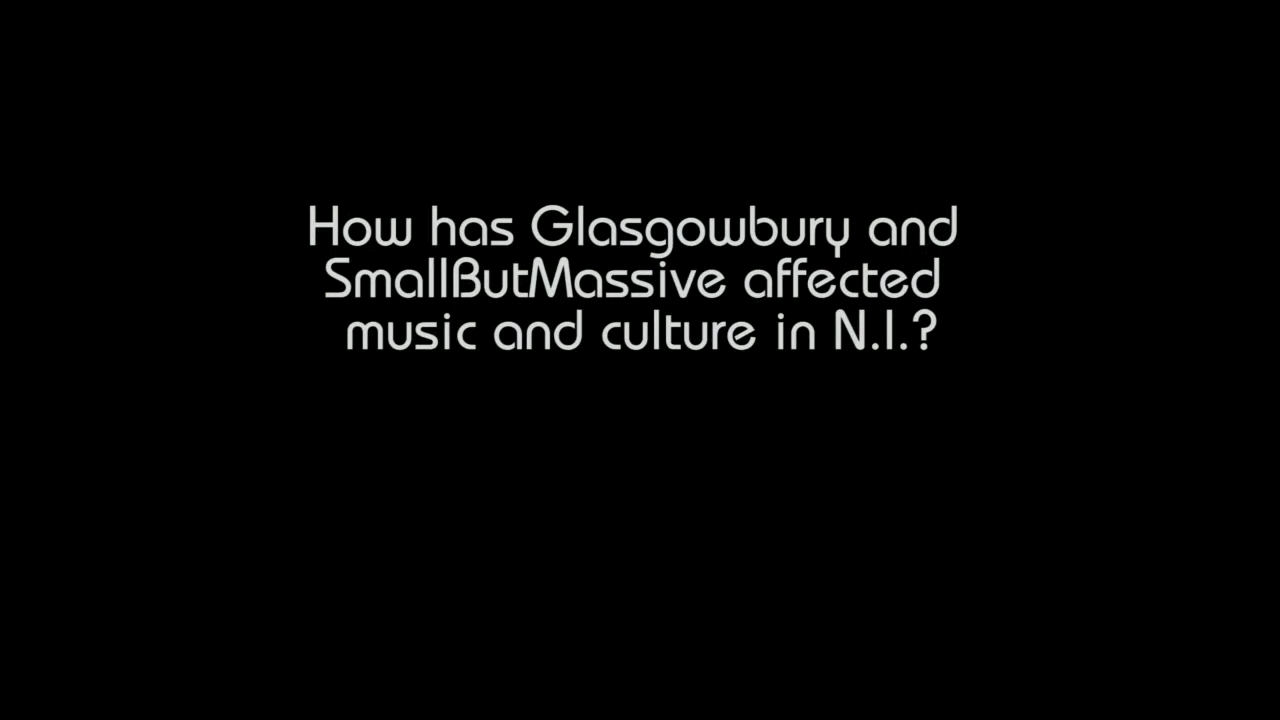 How has Glasgowbury and
SmallButMassive affected
music and culture in N.I.?